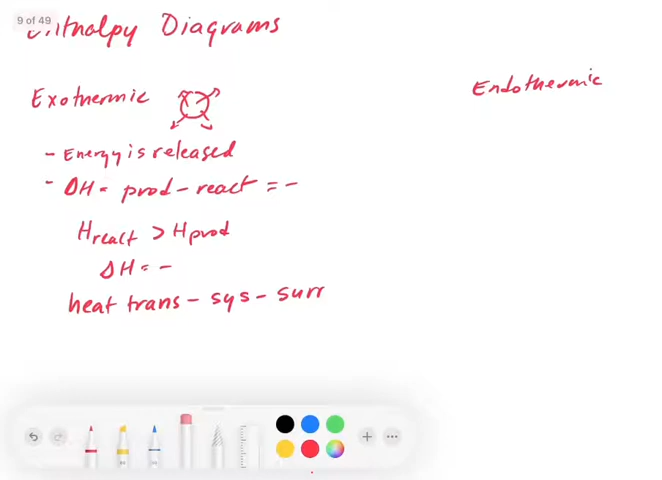 9 of 49
Enthalpy Diagrams
Exothermic
Endothermic
- Energy is released
- ΔH = prod - react = -
Hreact > Hprod
ΔH = -
heat trans - sys - surr